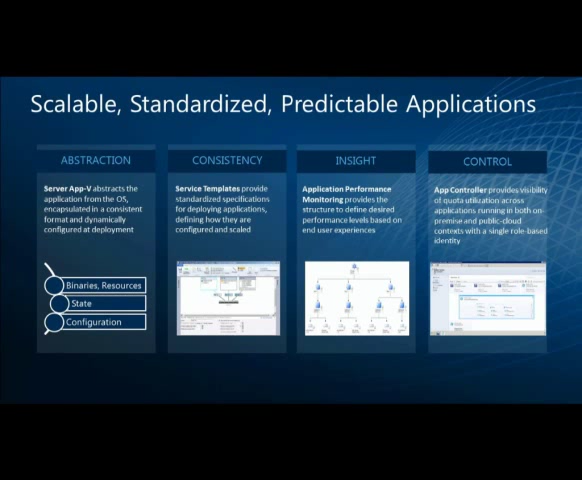 Scalable, Standardized, Predictable Applications
ABSTRACTION
Server App-V abstracts the
application from the OS,
encapsulated in a consistent
format and dynamically
configured at deployment
Binaries, Resources
State
Configuration
CONSISTENCY
Service Templates provide
standardized specifications
for deploying applications,
defining how they are
configured and scaled
INSIGHT
Application Performance
Monitoring provides the
structure to define desired
performance levels based on
end user experiences
CONTROL
App Controller provides visibility
of quota utilization across
applications running in both on-
premise and public-cloud
contexts with a single role-based
identity